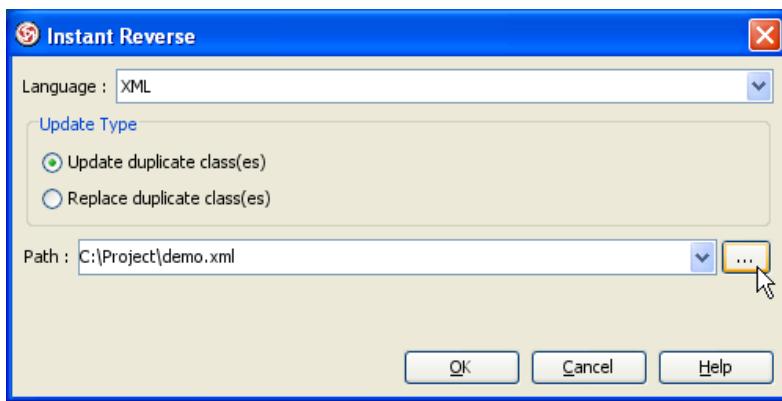 Instant Reverse
Language : XML
Update Type
Update duplicate class(es)
Replace duplicate class(es)
Path : C:\Project\demo.xml ...
OK Cancel Help